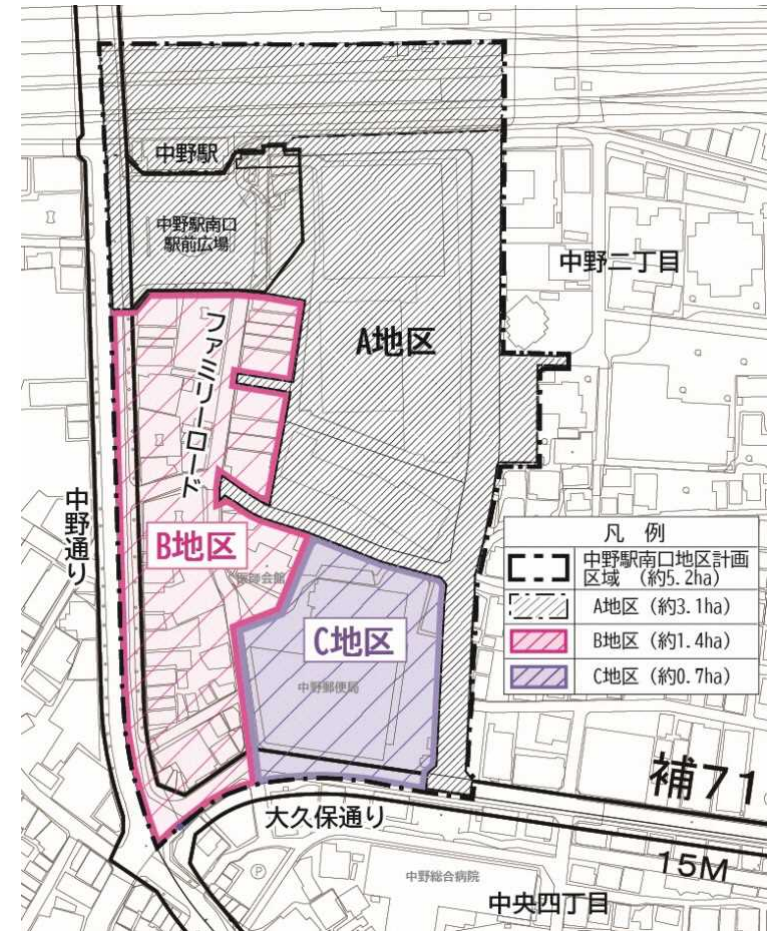 中野駅
中野駅南口
駅前広場
中野二丁目
A地区
ファミリーロード
中野通り
B地区
医師会館
C地区
中野郵便局
凡 例
中野駅南口地区計画
区域 (約5.2ha)
A地区 (約3.1ha)
B地区 (約1.4ha)
C地区 (約0.7ha)
補71
大久保通り
15M
P
中野総合病院
中央四丁目